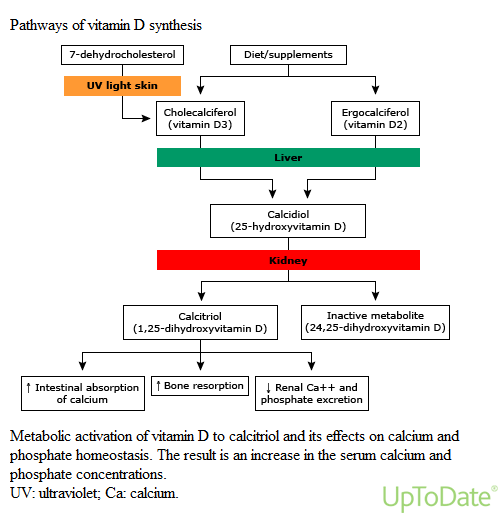 Pathways of vitamin D synthesis
7-dehydrocholesterol
Diet/supplements
UV light skin
Cholecalciferol
(vitamin D3)
Ergocalciferol
(vitamin D2)
Liver
Calcidiol
(25-hydroxyvitamin D)
Kidney
Calcitriol
(1,25-dihydroxyvitamin D)
Inactive metabolite
(24,25-dihydroxyvitamin D)
↑ Intestinal absorption
of calcium
↑ Bone resorption
↓ Renal Ca++ and
phosphate excretion
Metabolic activation of vitamin D to calcitriol and its effects on calcium and
phosphate homeostasis. The result is an increase in the serum calcium and
phosphate concentrations.
UV: ultraviolet; Ca: calcium.
UpToDate®